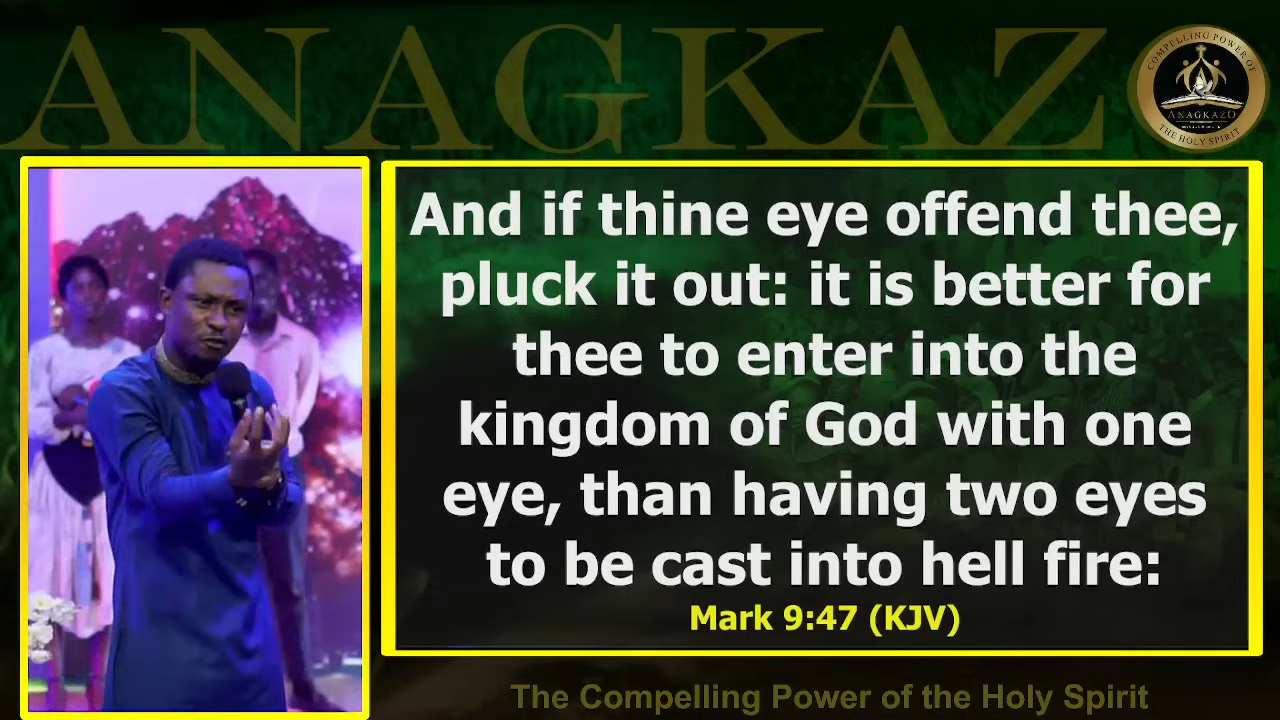 ANAGKAZ
COMPELLING POWER OF
ANAGKAZO
THE HOLY SPIRIT
And if thine eye offend thee,
pluck it out: it is better for
thee to enter into the
kingdom of God with one
eye, than having two eyes
to be cast into hell fire:
Mark 9:47 (KJV)
The Compelling Power of the Holy Spirit